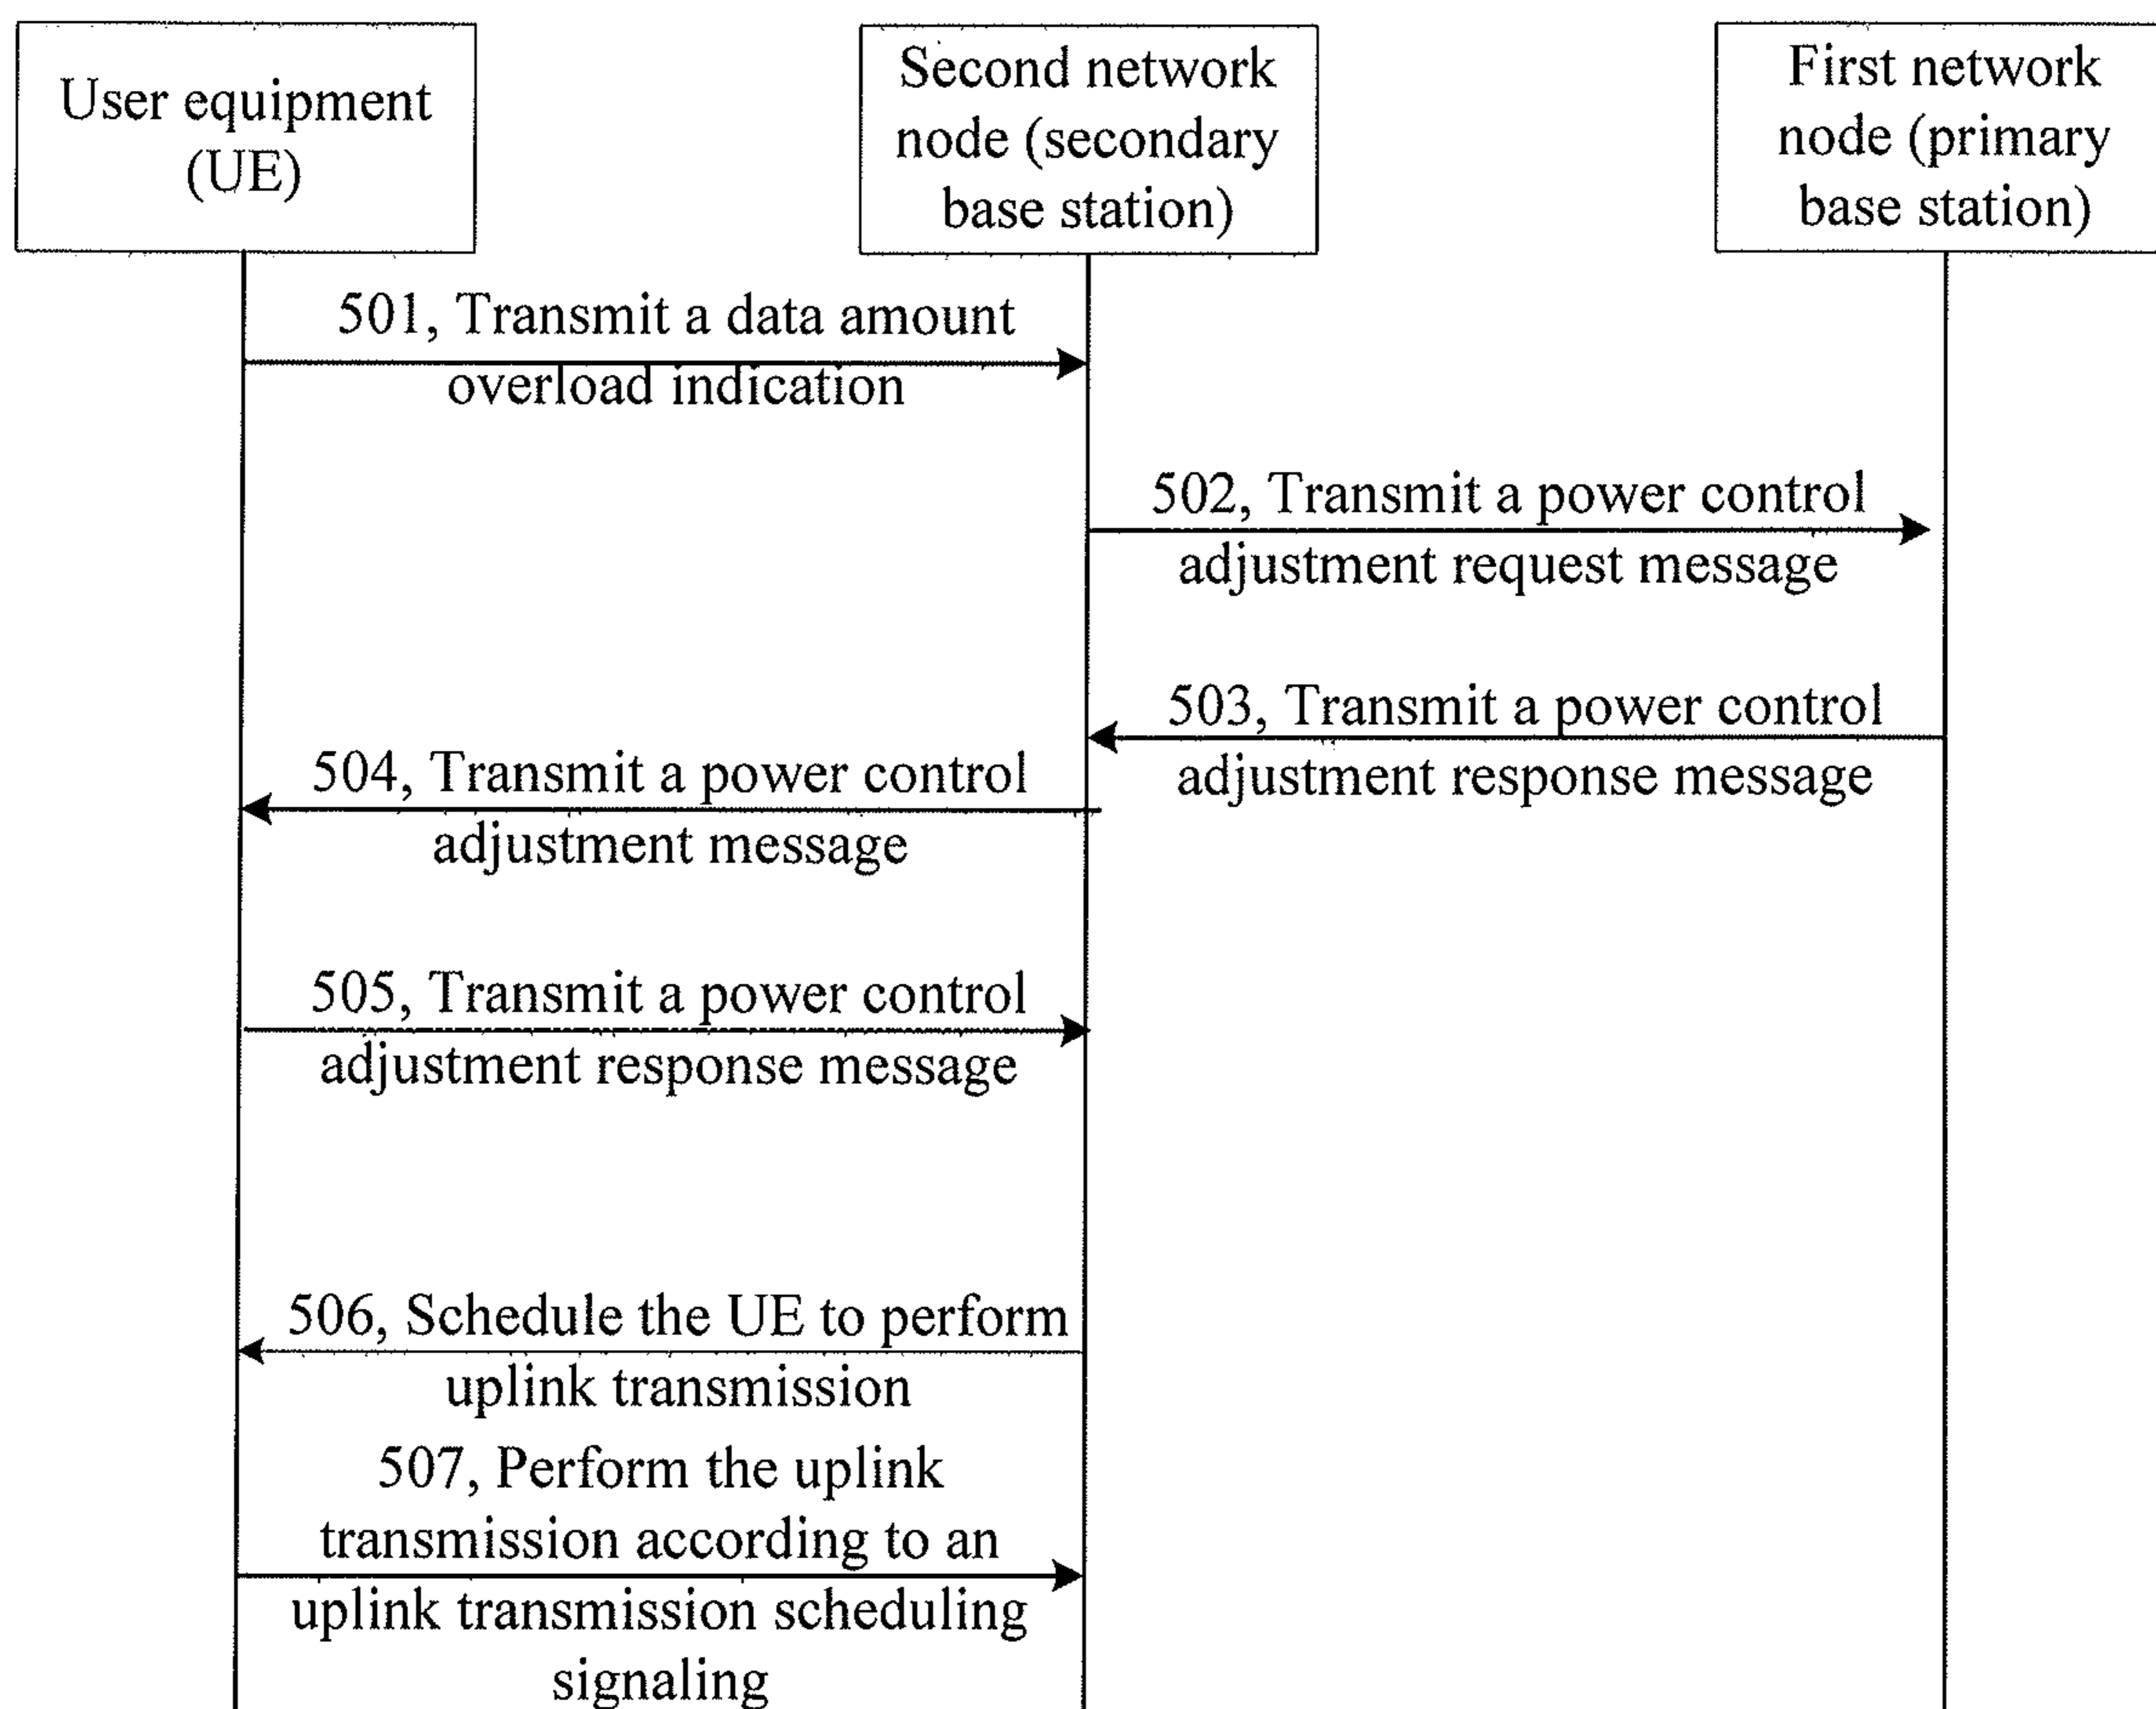 User equipment
(UE)
Second network
node (secondary
base station)
First network
node (primary
base station)
501, Transmit a data amount
overload indication
502, Transmit a power control
adjustment request message
503, Transmit a power control
adjustment response message
504, Transmit a power control
adjustment message
505, Transmit a power control
adjustment response message
506, Schedule the UE to perform
uplink transmission
507, Perform the uplink
transmission according to an
uplink transmission scheduling
signaling